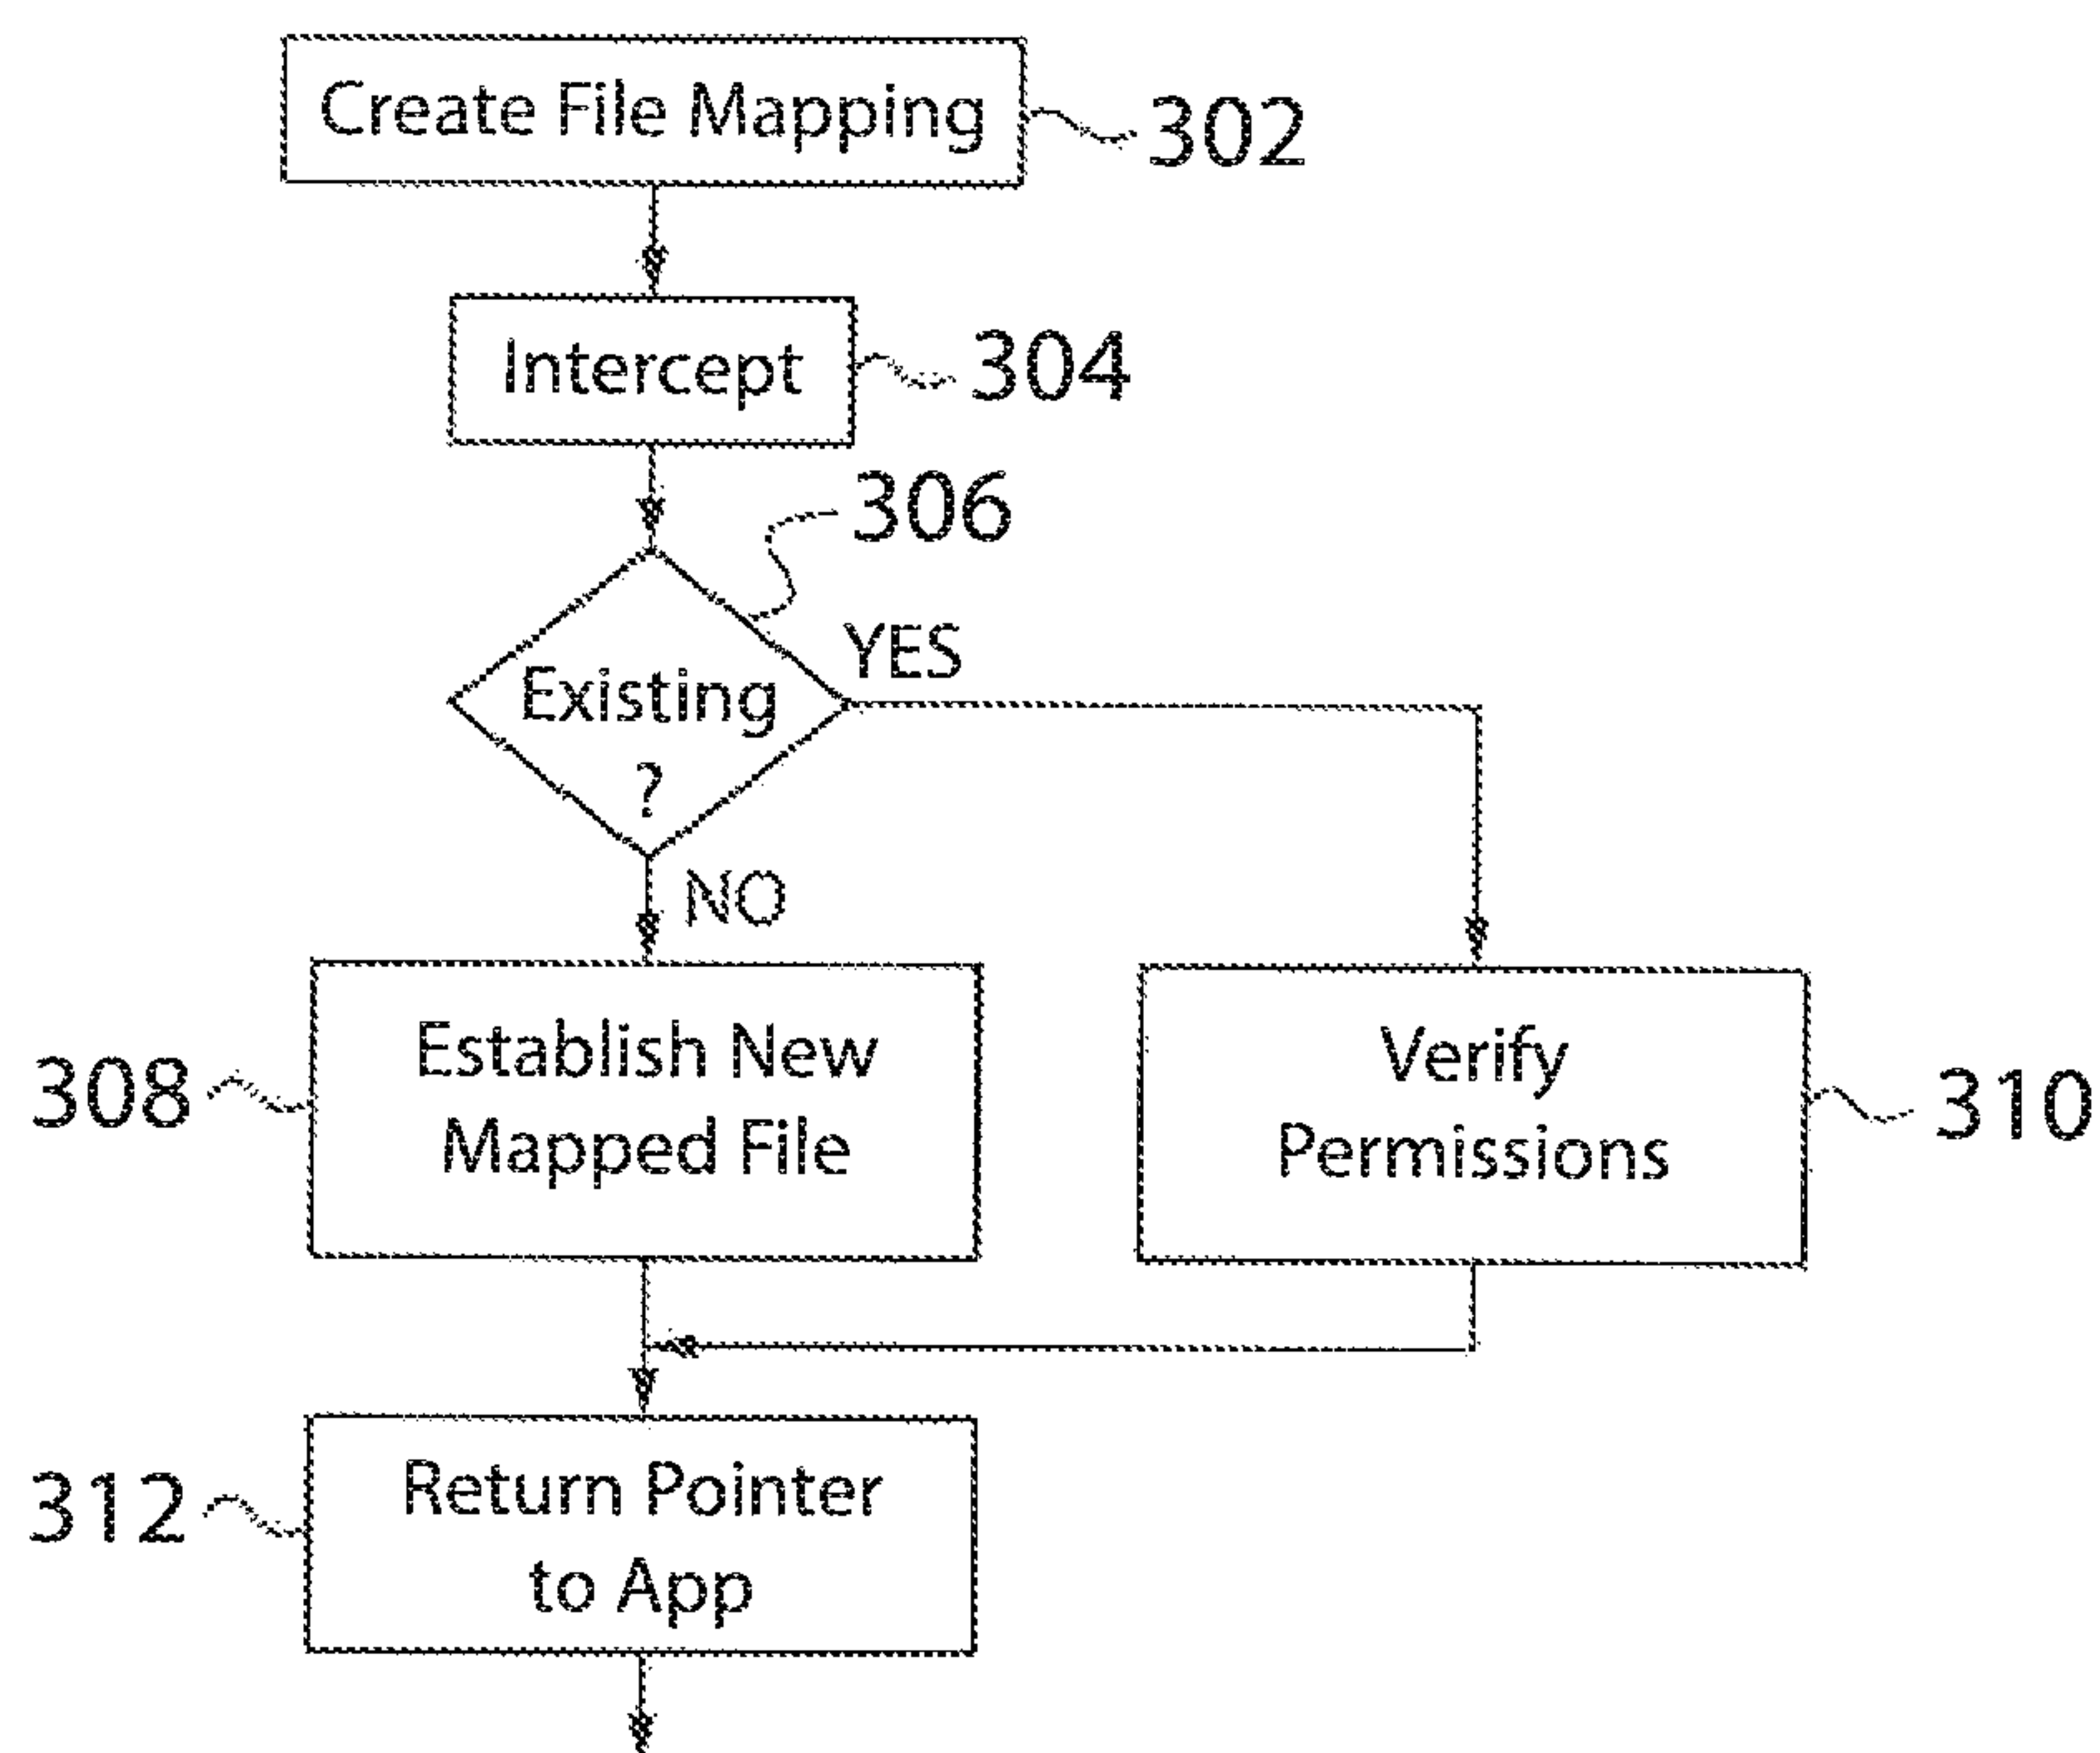 Create File Mapping
302
Intercept
304
306
YES
Existing
?
NO
Establish New
Mapped File
308
Verify
Permissions
310
Return Pointer
to App
312